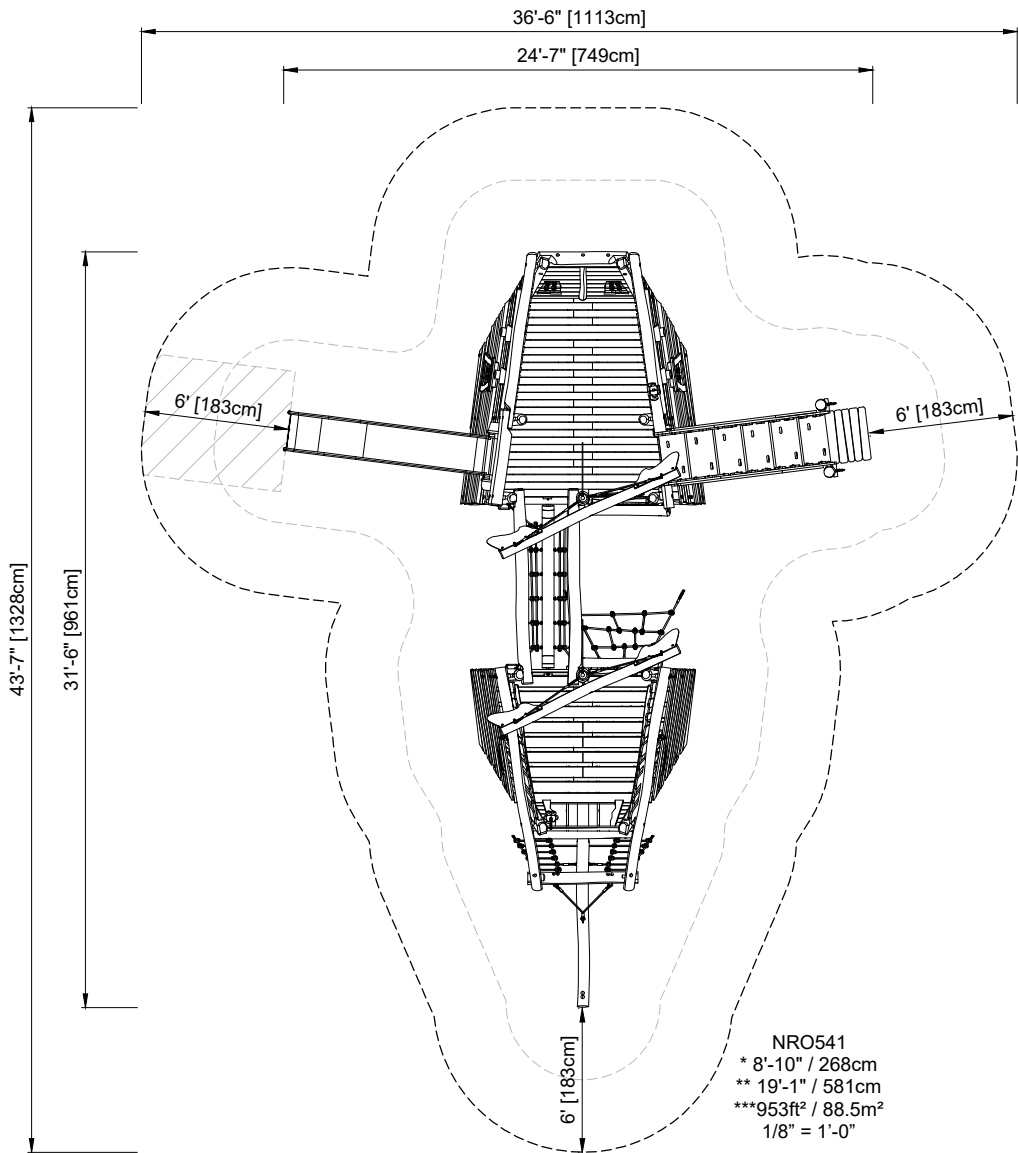 36'-6" [1113cm]
24'-7" [749cm]
6' [183cm]
6' [183cm]
43'-7" [1328cm]
31'-6" [961cm]
6' [183cm]
NRO541
* 8'-10" / 268cm
** 19'-1" / 581cm
***953ft² / 88.5m²
1/8” = 1’-0”